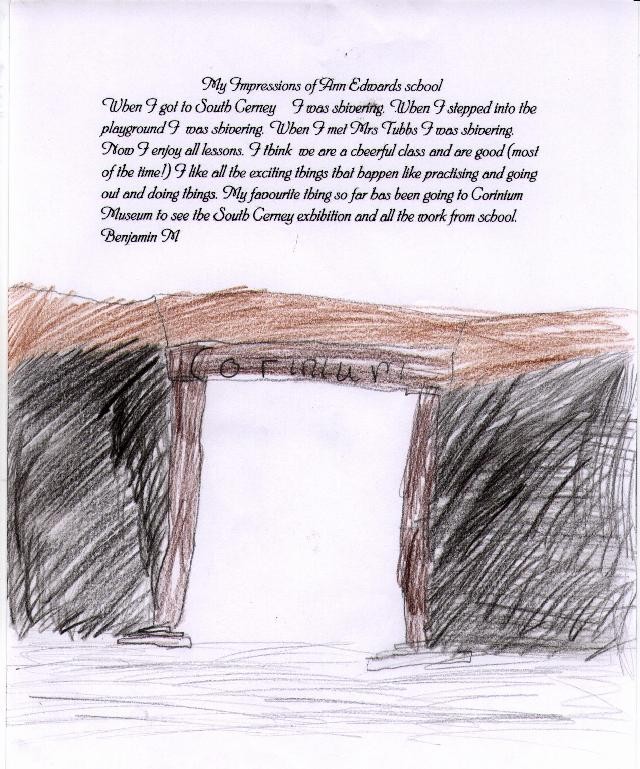 My Impressions of Ann Edwards school
When I got to South Cerney I was shivering. When I stepped into the
playground I was shivering. When I met Mrs Tubbs I was shivering.
Now I enjoy all lessons. I think we are a cheerful class and are good (most
of the time!) I like all the exciting things that happen like practising and going
out and doing things. My favourite thing so far has been going to Corinium
Museum to see the South Cerney exhibition and all the work from school.
Benjamin M
Corinium